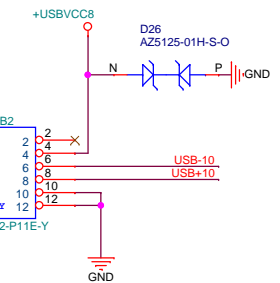 +USBVCC8
D26
AZ5125-01H-S-O
N
P
GND
B2
2 2
4 4
6 6
USB-10
8 8
USB+10
10 10
12 12
2-P11E-Y
GND